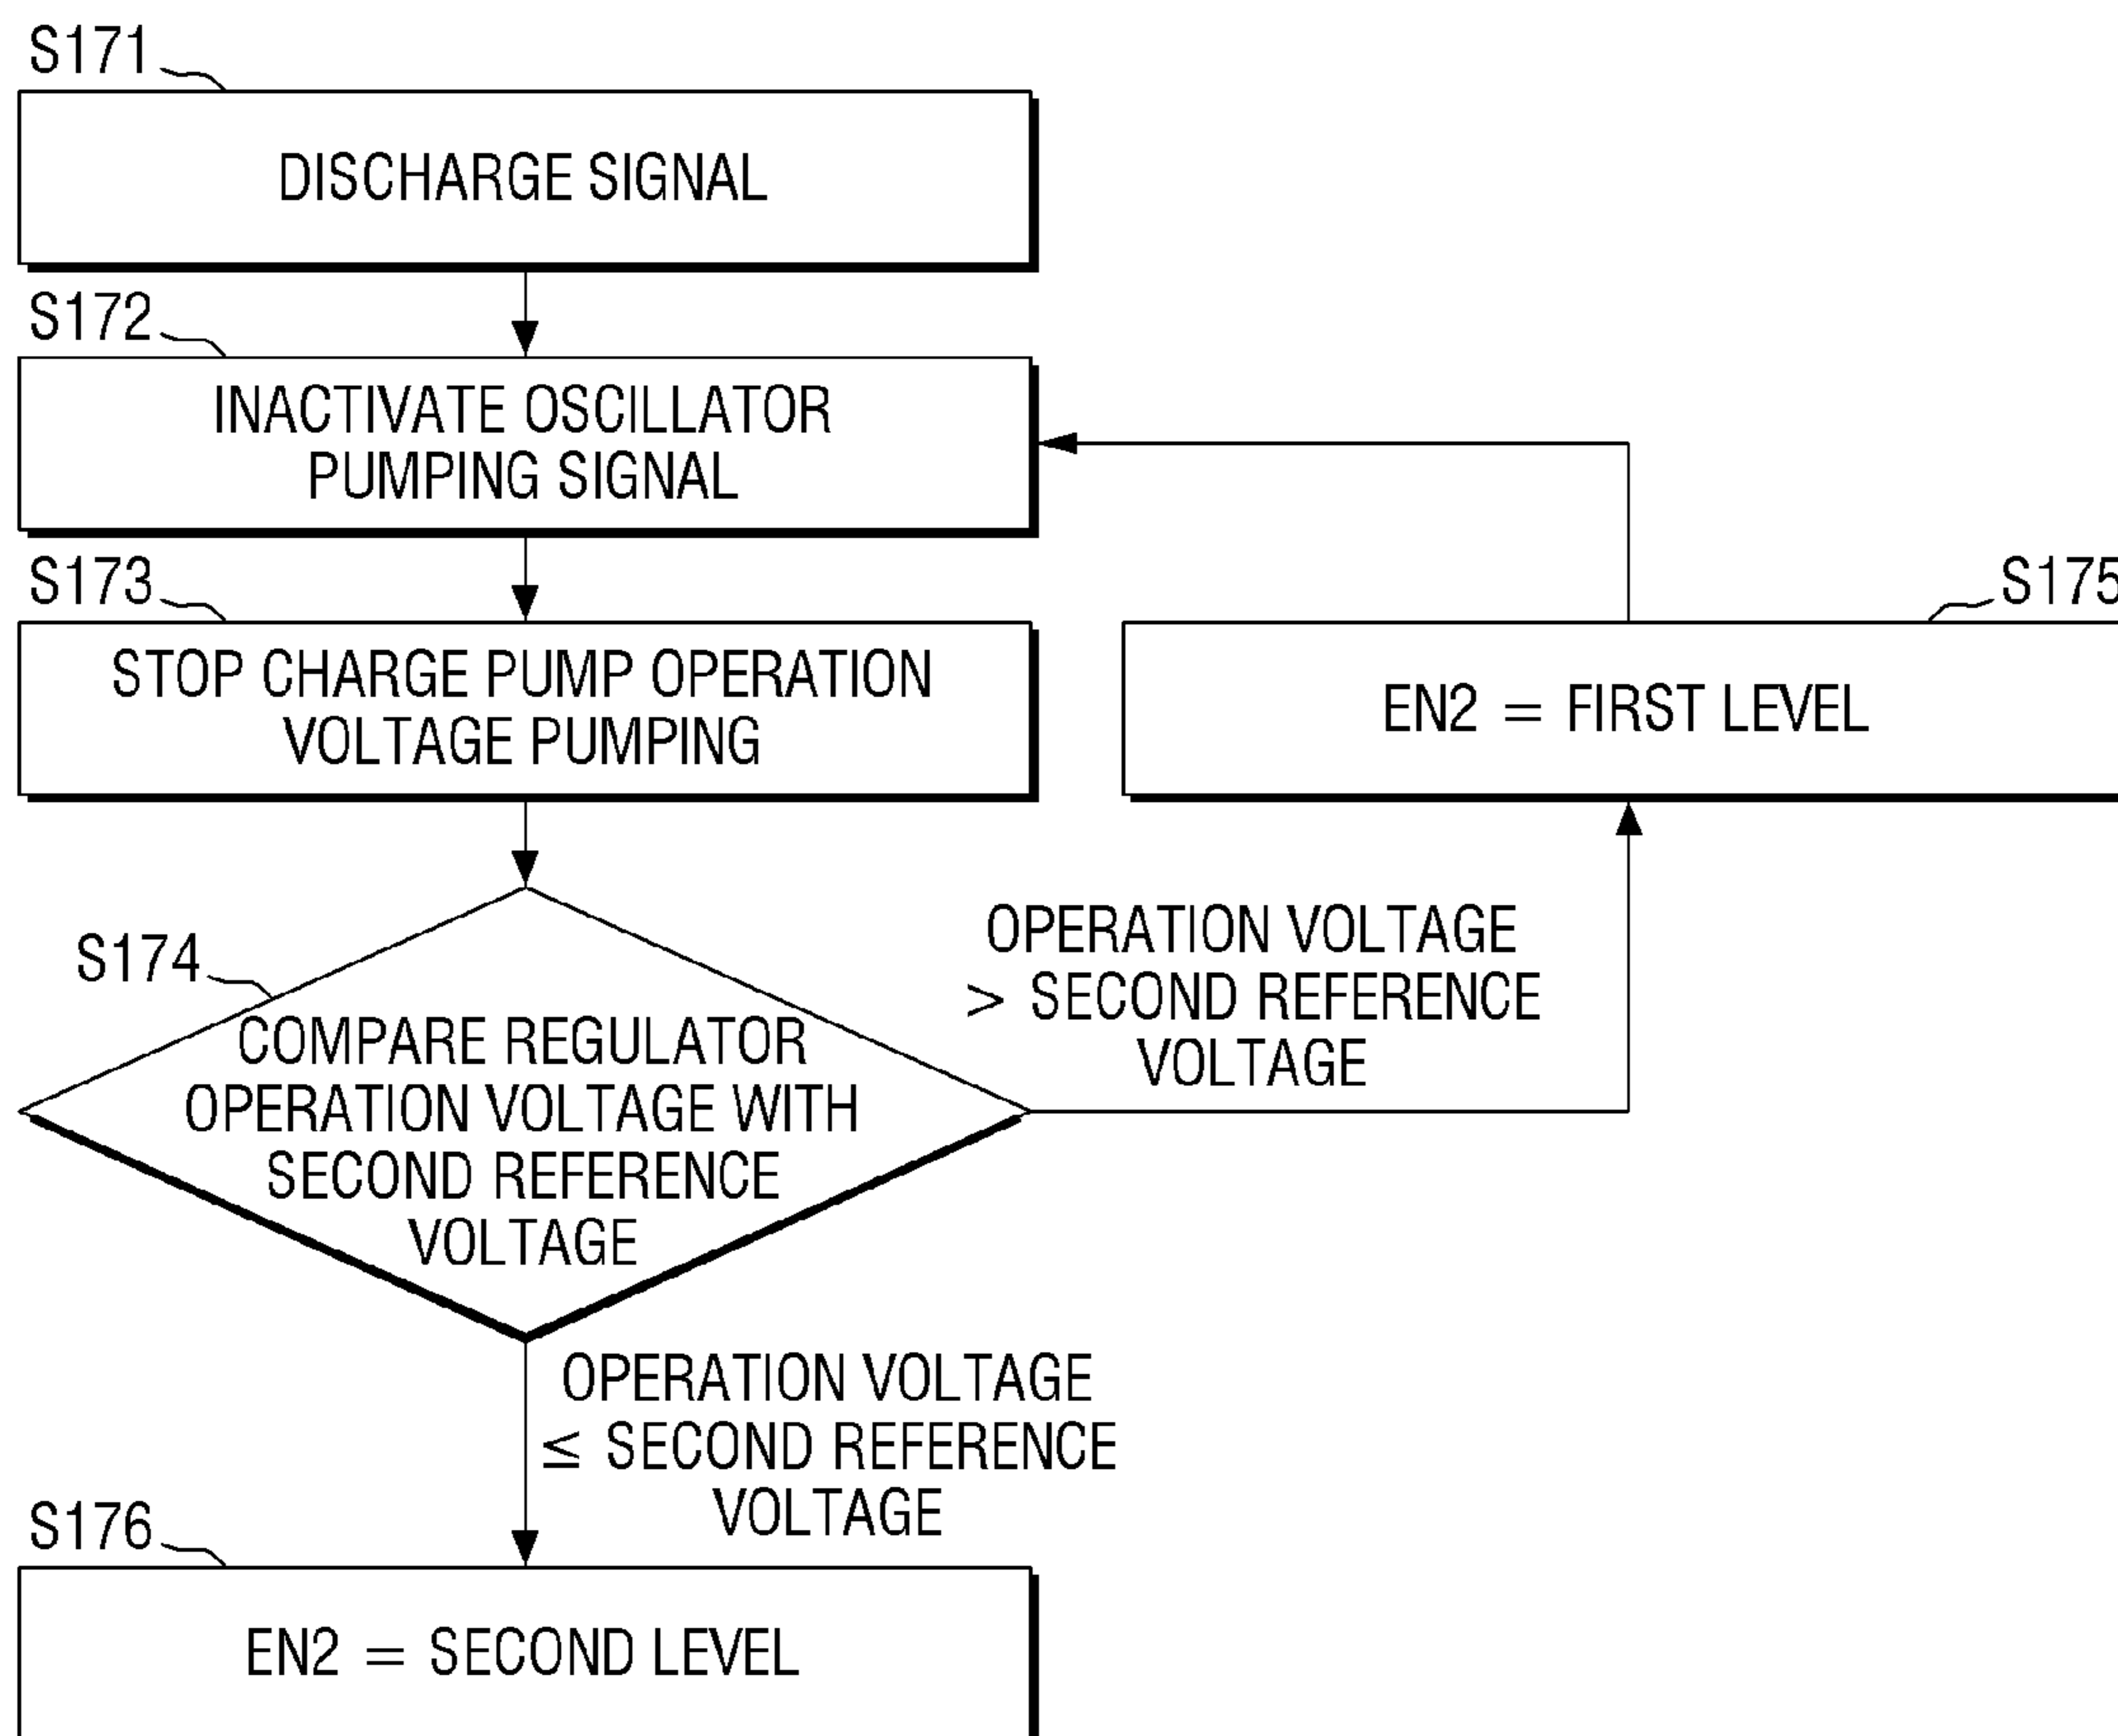 S171
DISCHARGE SIGNAL
S172
INACTIVATE OSCILLATOR
PUMPING SIGNAL
S173
STOP CHARGE PUMP OPERATION
VOLTAGE PUMPING
S175
EN2 = FIRST LEVEL
S174
COMPARE REGULATOR
OPERATION VOLTAGE WITH
SECOND REFERENCE
VOLTAGE
OPERATION VOLTAGE
> SECOND REFERENCE
VOLTAGE
OPERATION VOLTAGE
≤ SECOND REFERENCE
VOLTAGE
S176
EN2 = SECOND LEVEL